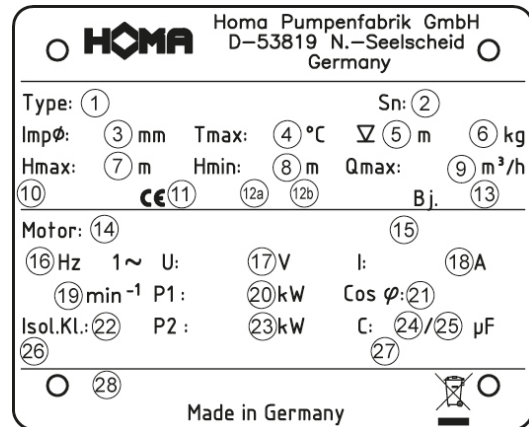 HOMA
Homa Pumpenfabrik GmbH
D-53819 N.-Seelscheid
Germany
Type: 1 Sn: 2
Impø: 3 mm Tmax: 4 °C 5 m 6 kg
Hmax: 7 m Hmin: 8 m Qmax: 9 m³/h
10 CE 11 12a 12b Bj. 13
Motor: 14 15
16 Hz 1~ U: 17 V I: 18 A
19 min⁻¹ P1: 20 kW Cos φ: 21
Isol.Kl.: 22 P2: 23 kW C: 24/25 µF
26 27
28
Made in Germany